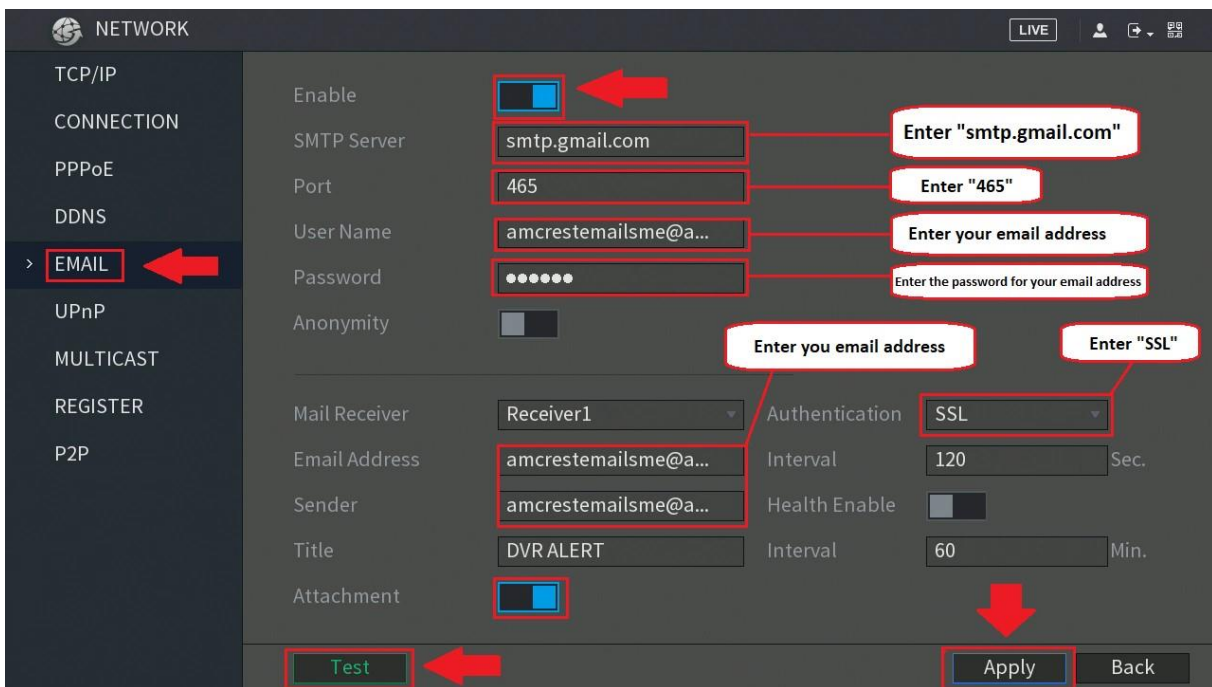 NETWORK
LIVE
TCP/IP
CONNECTION
PPPoE
DDNS
EMAIL
UPnP
MULTICAST
REGISTER
P2P
Enable
SMTP Server smtp.gmail.com Enter "smtp.gmail.com"
Port 465 Enter "465"
User Name amcrestemailsme@a... Enter your email address
Password ●●●●●● Enter the password for your email address
Anonymity
Enter you email address Enter "SSL"
Mail Receiver Receiver1 Authentication SSL
Email Address amcrestemailsme@a... Interval 120 Sec.
Sender amcrestemailsme@a... Health Enable
Title DVR ALERT Interval 60 Min.
Attachment
Test Apply Back